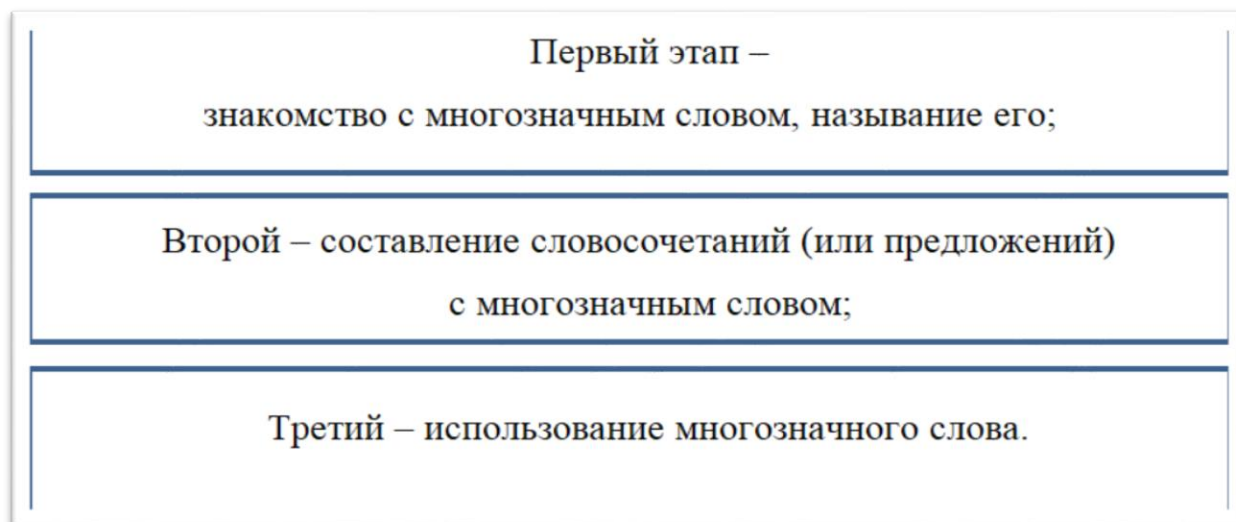 Первый этап –
знакомство с многозначным словом, называние его;
Второй – составление словосочетаний (или предложений)
с многозначным словом;
Третий – использование многозначного слова.